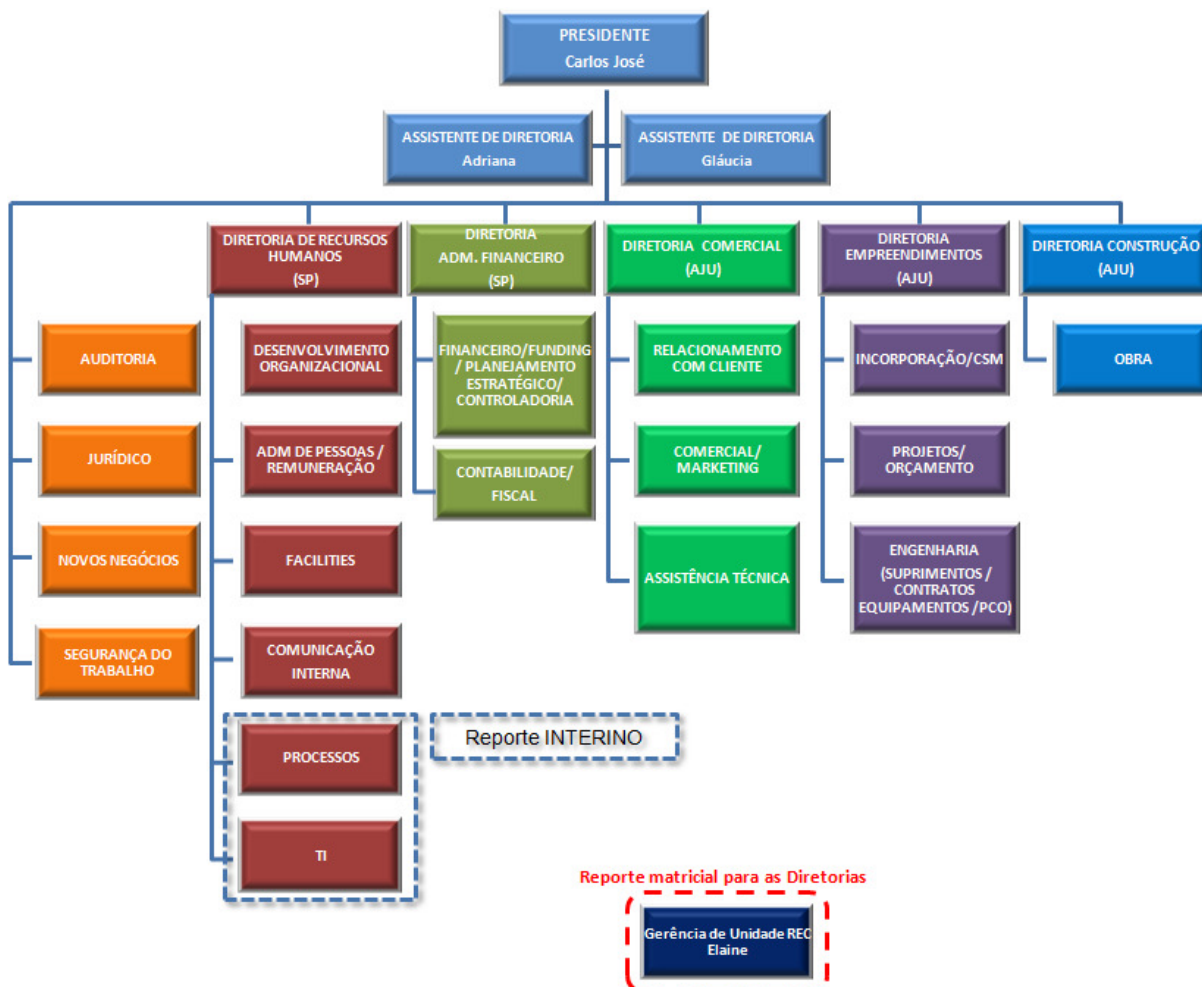 PRESIDENTE
Carlos José
ASSISTENTE DE DIRETORIA
Adriana
ASSISTENTE DE DIRETORIA
Gláucia
DIRETORIA DE RECURSOS
HUMANOS
(SP)
DIRETORIA
ADM. FINANCEIRO
(SP)
DIRETORIA COMERCIAL
(AJU)
DIRETORIA
EMPREENDIMENTOS
(AJU)
DIRETORIA CONSTRUÇÃO
(AJU)
AUDITORIA
DESENVOLVIMENTO
ORGANIZACIONAL
FINANCEIRO/FUNDING
/ PLANEJAMENTO
ESTRATÉGICO/
CONTROLADORIA
RELACIONAMENTO
COM CLIENTE
INCORPORAÇÃO/CSM
OBRA
JURÍDICO
ADM DE PESSOAS /
REMUNERAÇÃO
CONTABILIDADE/
FISCAL
COMERCIAL/
MARKETING
PROJETOS/
ORÇAMENTO
NOVOS NEGÓCIOS
FACILITIES
ASSISTÊNCIA TÉCNICA
ENGENHARIA
(SUPRIMENTOS /
CONTRATOS
EQUIPAMENTOS /PCO)
SEGURANÇA DO
TRABALHO
COMUNICAÇÃO
INTERNA
PROCESSOS
Reporte INTERINO
TI
Reporte matricial para as Diretorias
Gerência de Unidade REC
Elaine